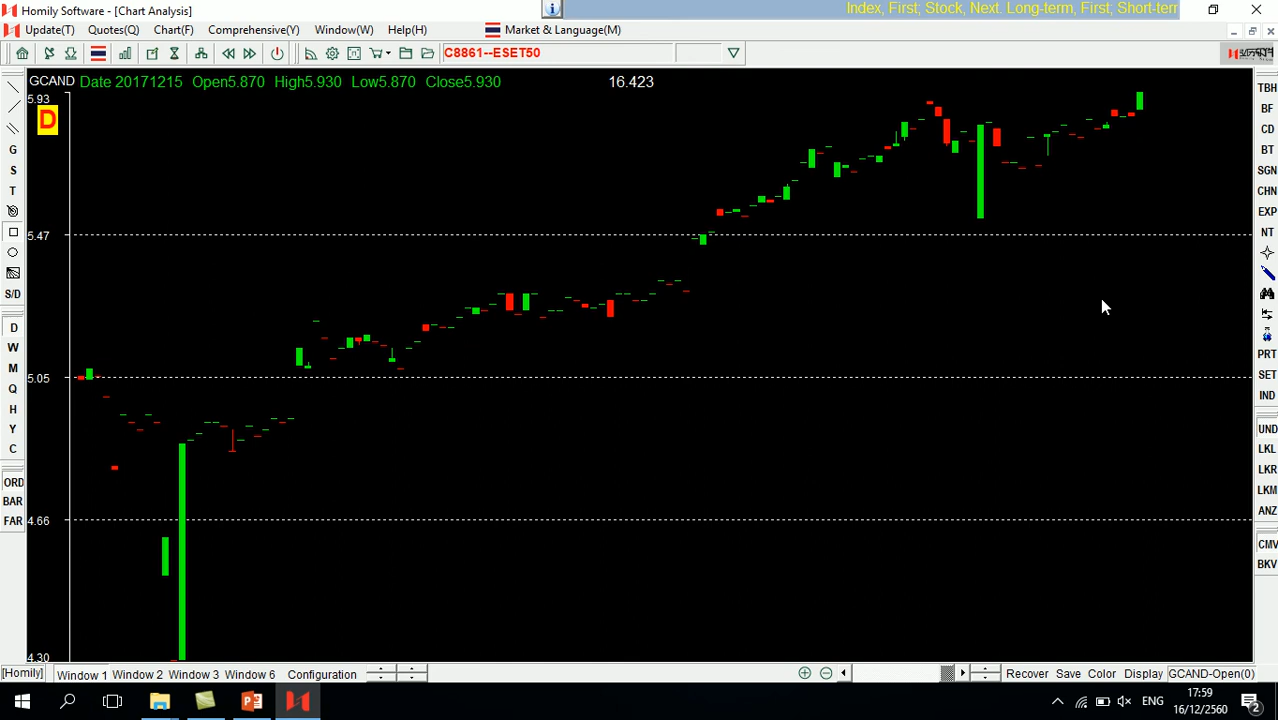 Homily Software - [Chart Analysis]
Index, First; Stock, Next. Long-term, First; Short-term
Update(T) Quotes(Q) Chart(F) Comprehensive(Y) Window(W) Help(H) Market & Language(M)
C8861--ESET50
GCAND Date 20171215 Open5.870 High5.930 Low5.870 Close5.930 16.423
5.93
D
5.47
5.05
4.66
4.30
G
S
T
S/D
D
W
M
Q
H
Y
C
ORD
BAR
FAR
TBH
BF
CD
BT
SGN
CHN
EXP
NT
PRT
SET
IND
UND
LKL
LKR
LKM
ANZ
CMV
BKV
[Homily] Window 1 Window 2 Window 3 Window 6 Configuration Recover Save Color Display GCAND-Open(0)
ENG
17:59
16/12/2560
2